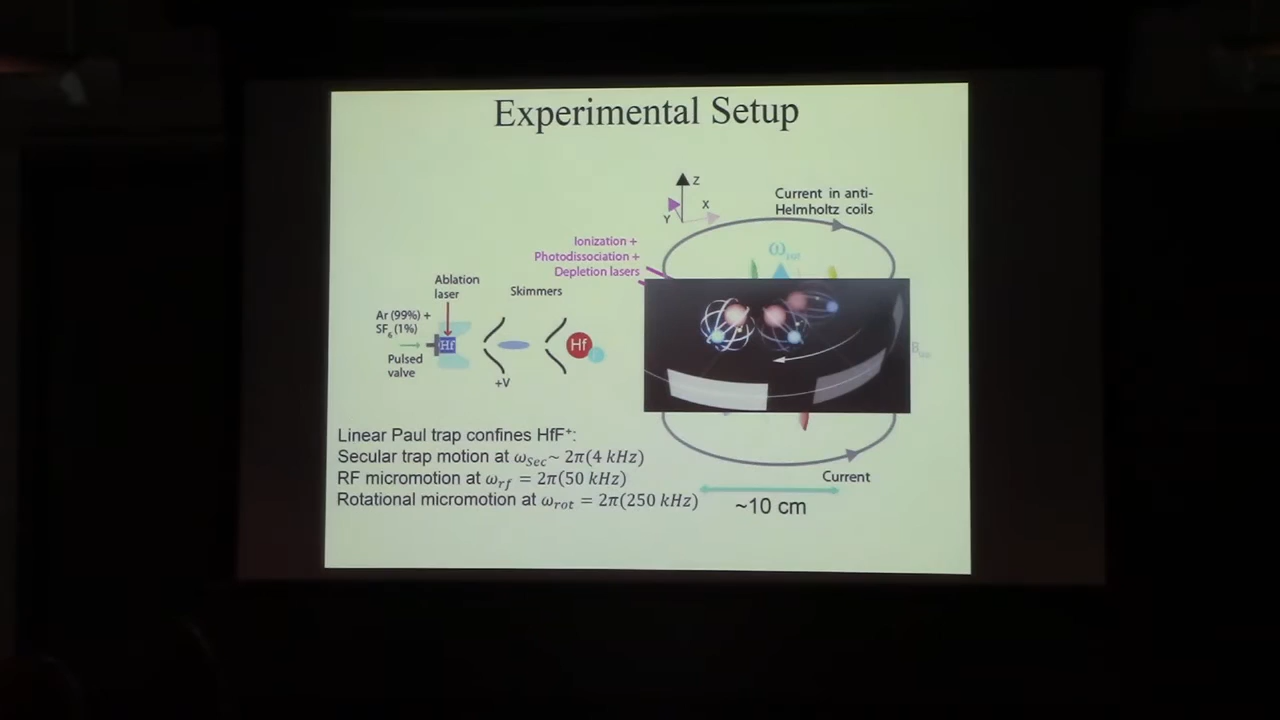 Experimental Setup
Z
X
Y
Current in anti-
Helmholtz coils
ω_rot
Ionization +
Photodissociation +
Depletion lasers
Ablation
laser
Skimmers
Ar (99%) +
SF₆ (1%)
Hf
Hf
Pulsed
valve
+V
Linear Paul trap confines HfF⁺:
Secular trap motion at ω_Sec~ 2π(4 kHz)
RF micromotion at ω_rf = 2π(50 kHz)
Rotational micromotion at ω_rot = 2π(250 kHz)
Current
~10 cm